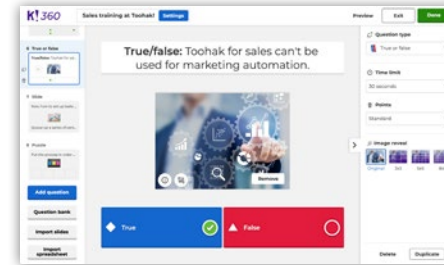 K! 360
Sales training at Toohak!
Settings
Preview
Exit
Done
True or false
True/false: Toohak for sales can't be
used for marketing automation.
Slide
Puzzle
Add question
Question bank
Import slides
Import
spreadsheet
Remove
True
False
Question type
True or false
Time limit
30 seconds
Points
Standard
Image reveal
Original
3x3
5x5
Delete
Duplicate